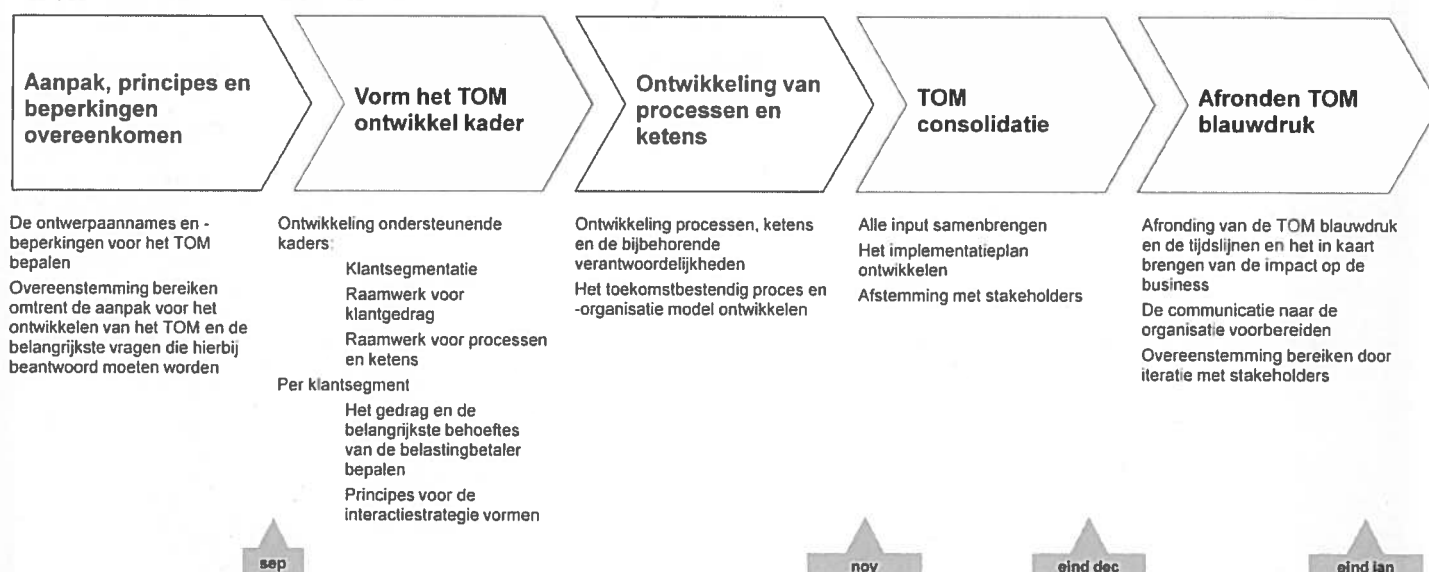 Aanpak, principes en
beperkingen
overeenkomen
Vorm het TOM
ontwikkel kader
Ontwikkeling van
processen en
ketens
TOM
consolidatie
Afronden TOM
blauwdruk
De ontwerpaannames en -
beperkingen voor het TOM
bepalen
Overeenstemming bereiken
omtrent de aanpak voor het
ontwikkelen van het TOM en de
belangrijkste vragen die hierbij
beantwoord moeten worden
Ontwikkeling ondersteunende
kaders:
Klantsegmentatie
Raamwerk voor
klantgedrag
Raamwerk voor processen
en ketens
Per klantsegment
Het gedrag en de
belangrijkste behoeftes
van de belastingbetaler
bepalen
Principes voor de
interactiestrategie vormen
Ontwikkeling processen, ketens
en de bijbehorende
verantwoordelijkheden
Het toekomstbestendig proces en
-organisatie model ontwikkelen
Alle input samenbrengen
Het implementatieplan
ontwikkelen
Afstemming met stakeholders
Afronding van de TOM blauwdruk
en de tijdslijnen en het in kaart
brengen van de impact op de
business
De communicatie naar de
organisatie voorbereiden
Overeenstemming bereiken door
iteratie met stakeholders
sep
nov
eind dec
eind jan